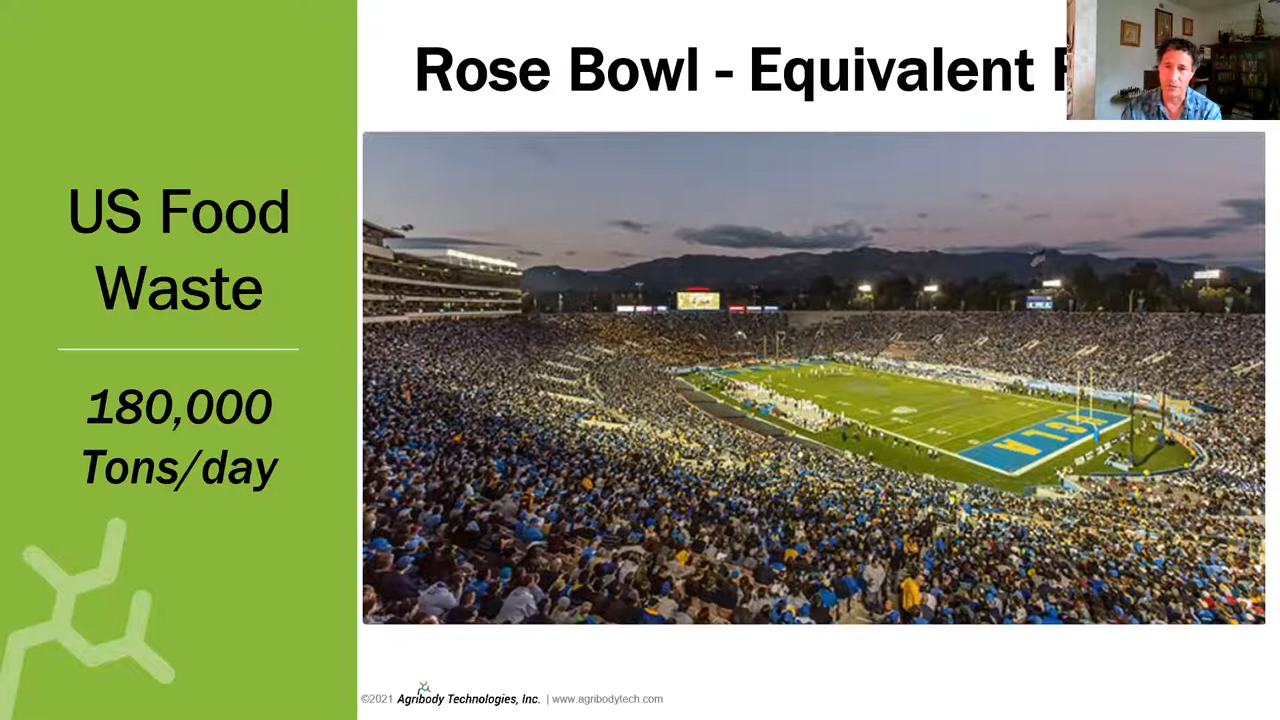 Rose Bowl - Equivalent
US Food
Waste
180,000
Tons/day
UCLA
©2021 Agribody Technologies, Inc. | www.agribodytech.com